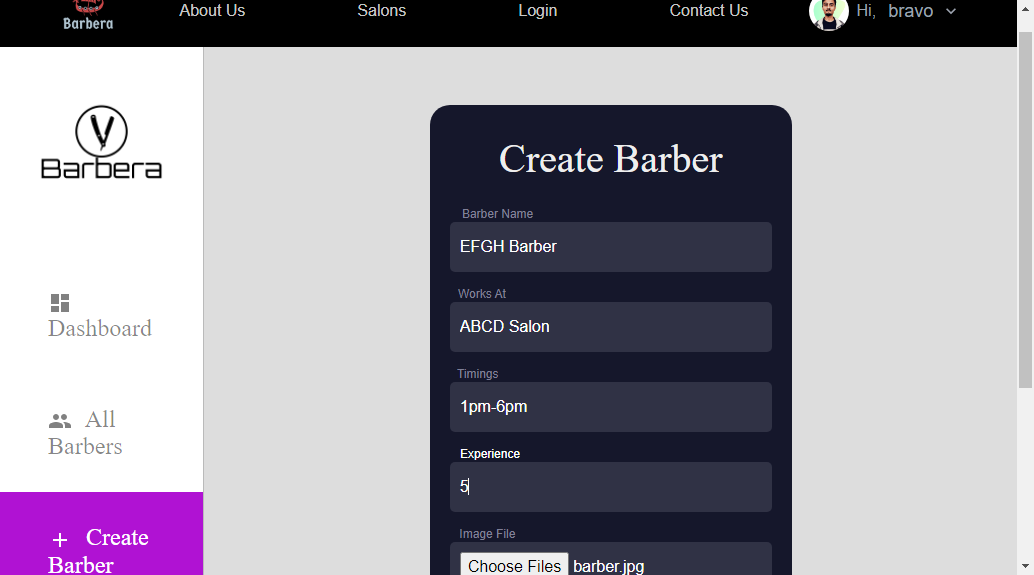 Barbera
About Us
Salons
Login
Contact Us
Hi, bravo
Barbera
Dashboard
All
Barbers
Create
Barber
Create Barber
Barber Name
EFGH Barber
Works At
ABCD Salon
Timings
1pm-6pm
Experience
5
Image File
Choose Files barber.jpg